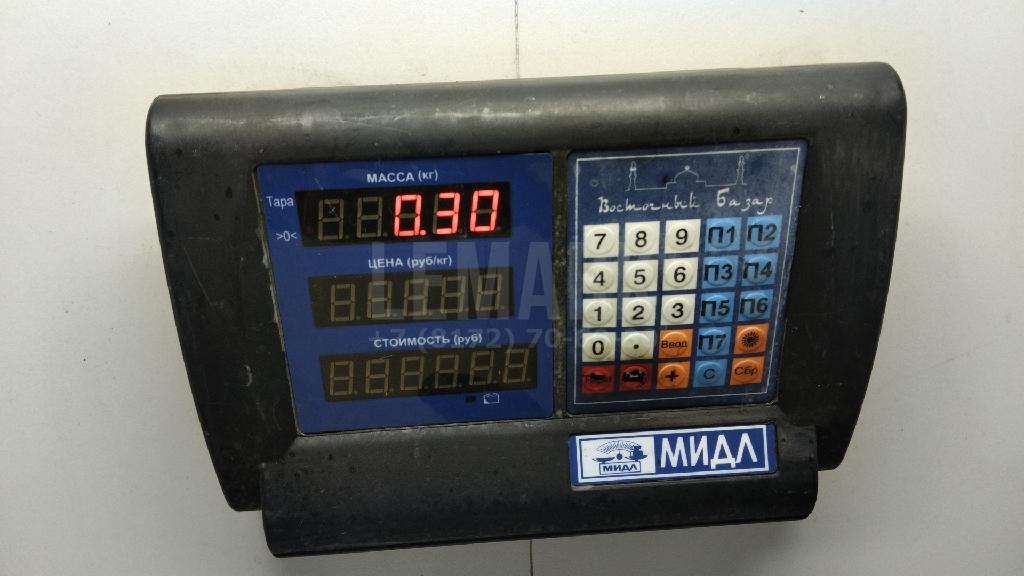 МАССА (кг)
Тара
0.30
>0<
ЦЕНА (руб/кг)
СТОИМОСТЬ (руб)
Восточный Базар
7 8 9 П1 П2
4 5 6 П3 П4
1 2 3 П5 П6
0 . Ввод П7
+ С Сбр
МИДЛ
МИДЛ